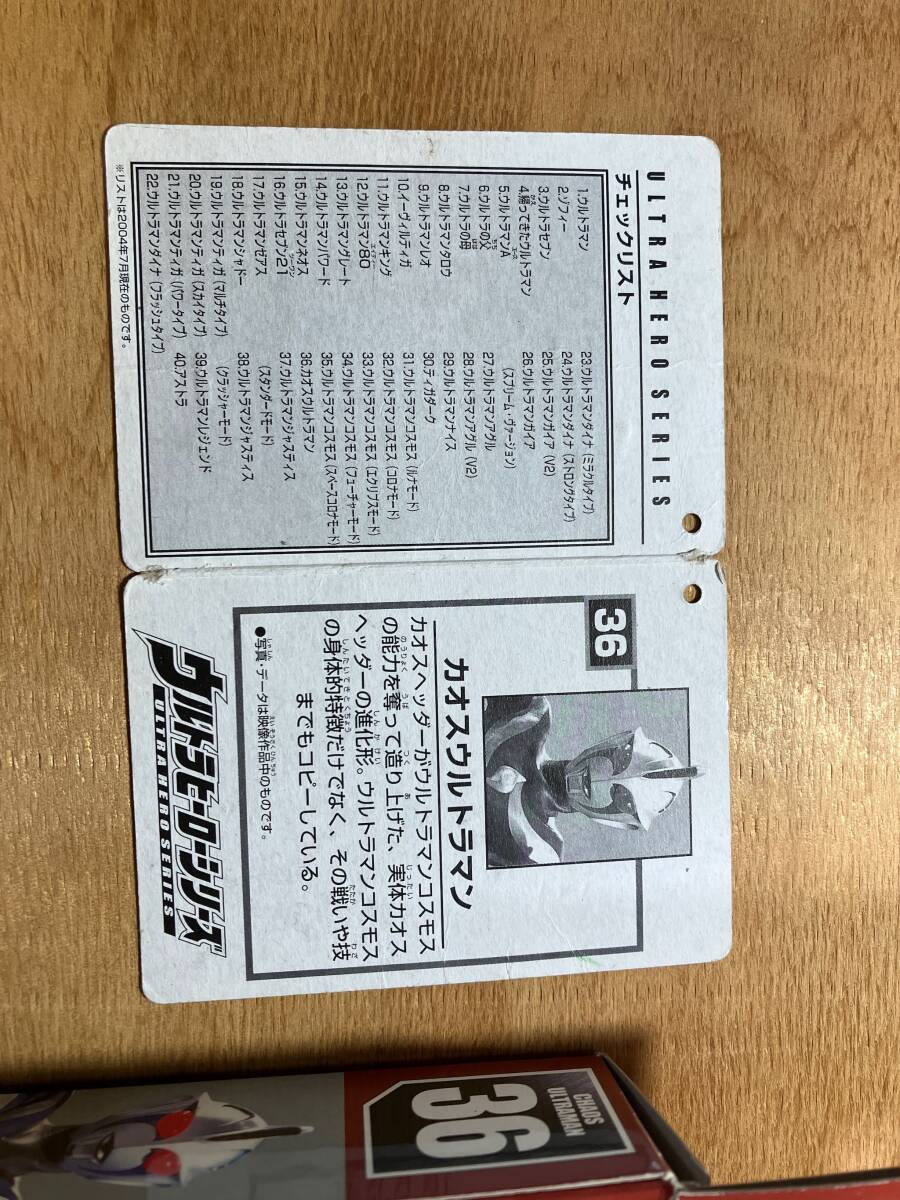 ULTRA HERO SERIES
チェックリスト
1.ウルトラマン
2.ゾフィー
3.ウルトラセブン
4.帰ってきたウルトラマン
5.ウルトラマンA
6.ウルトラの父
7.ウルトラの母
8.ウルトラマンタロウ
9.ウルトラマンレオ
10.イーヴィルティガ
11.ウルトラマンキング
12.ウルトラマン80
13.ウルトラマングレート
14.ウルトラマンパワード
15.ウルトラマンネオス
16.ウルトラセブン21
17.ウルトラマンゼアス
18.ウルトラマンシャドー
19.ウルトラマンティガ (マルチタイプ)
20.ウルトラマンティガ (スカイタイプ)
21.ウルトラマンティガ (パワータイプ)
22.ウルトラマンダイナ (フラッシュタイプ)
23.ウルトラマンダイナ (ミラクルタイプ)
24.ウルトラマンダイナ (ストロングタイプ)
25.ウルトラマンガイア (V2)
26.ウルトラマンガイア
(スプリーム・ヴァージョン)
27.ウルトラマンアグル
28.ウルトラマンアグル (V2)
29.ウルトラマンナイス
30.ティガダーク
31.ウルトラマンコスモス (ルナモード)
32.ウルトラマンコスモス (コロナモード)
33.ウルトラマンコスモス (エクリプスモード)
34.ウルトラマンコスモス (フューチャーモード)
35.ウルトラマンコスモス (スペースコロナモード)
36.カオスウルトラマン
37.ウルトラマンジャスティス
(スタンダードモード)
38.ウルトラマンジャスティス
(クラッシャーモード)
39.ウルトラマンレジェンド
40.アストラ
※リストは2004年7月現在のものです。
36
カオスウルトラマン
カオスヘッダーがウルトラマンコスモス
の能力を奪って造り上げた、実体カオス
ヘッダーの進化形。ウルトラマンコスモス
の身体的特徴だけでなく、その戦いや技
までもコピーしている。
●写真・データは映像作品中のものです。
ウルトラヒーローシリーズ
ULTRA HERO SERIES
CHAOS
ULTRAMAN
36